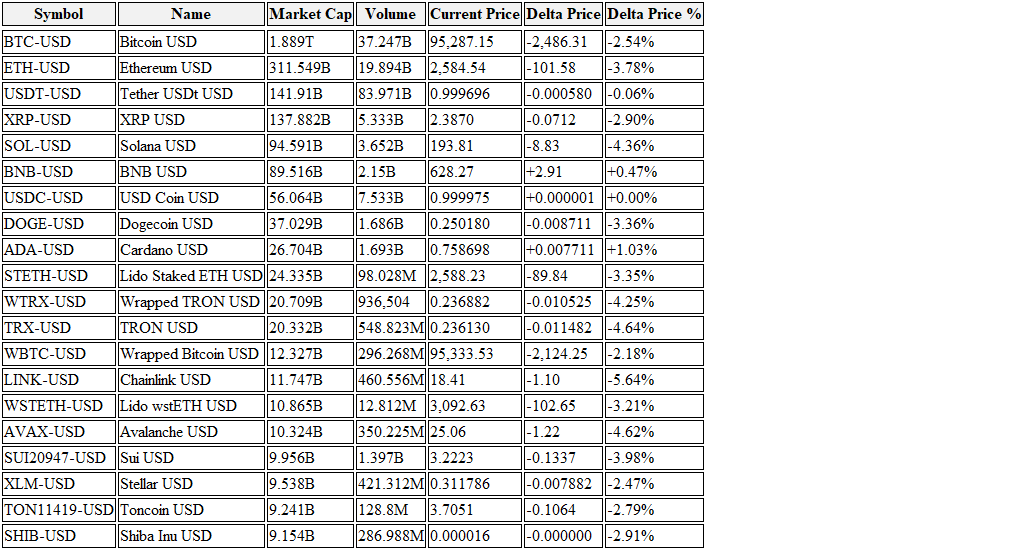 Symbol Name Market Cap Volume Current Price Delta Price Delta Price %
BTC-USD Bitcoin USD 1.889T 37.247B 95,287.15 -2,486.31 -2.54%
ETH-USD Ethereum USD 311.549B 19.894B 2,584.54 -101.58 -3.78%
USDT-USD Tether USDt USD 141.91B 83.971B 0.999696 -0.000580 -0.06%
XRP-USD XRP USD 137.882B 5.333B 2.3870 -0.0712 -2.90%
SOL-USD Solana USD 94.591B 3.652B 193.81 -8.83 -4.36%
BNB-USD BNB USD 89.516B 2.15B 628.27 +2.91 +0.47%
USDC-USD USD Coin USD 56.064B 7.533B 0.999975 +0.000001 +0.00%
DOGE-USD Dogecoin USD 37.029B 1.686B 0.250180 -0.008711 -3.36%
ADA-USD Cardano USD 26.704B 1.693B 0.758698 +0.007711 +1.03%
STETH-USD Lido Staked ETH USD 24.335B 98.028M 2,588.23 -89.84 -3.35%
WTRX-USD Wrapped TRON USD 20.709B 936,504 0.236882 -0.010525 -4.25%
TRX-USD TRON USD 20.332B 548.823M 0.236130 -0.011482 -4.64%
WBTC-USD Wrapped Bitcoin USD 12.327B 296.268M 95,333.53 -2,124.25 -2.18%
LINK-USD Chainlink USD 11.747B 460.556M 18.41 -1.10 -5.64%
WSTETH-USD Lido wstETH USD 10.865B 12.812M 3,092.63 -102.65 -3.21%
AVAX-USD Avalanche USD 10.324B 350.225M 25.06 -1.22 -4.62%
SUI20947-USD Sui USD 9.956B 1.397B 3.2223 -0.1337 -3.98%
XLM-USD Stellar USD 9.538B 421.312M 0.311786 -0.007882 -2.47%
TON11419-USD Toncoin USD 9.241B 128.8M 3.7051 -0.1064 -2.79%
SHIB-USD Shiba Inu USD 9.154B 286.988M 0.000016 -0.000000 -2.91%